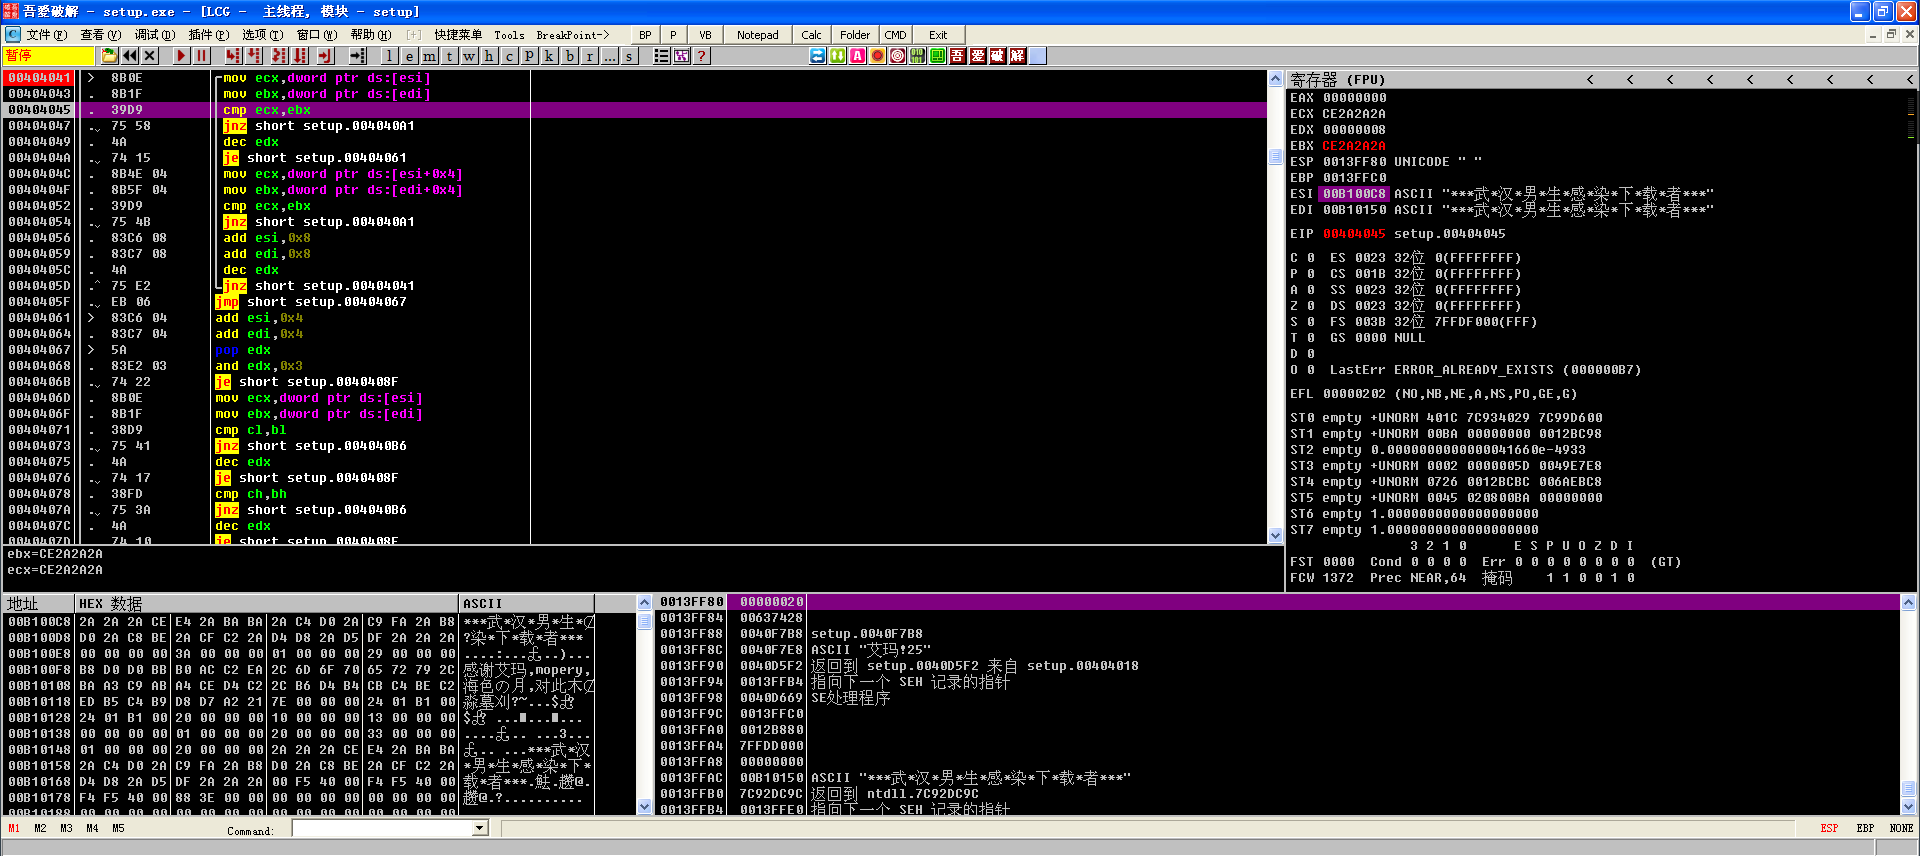 吾爱破解 - setup.exe - [LCG -  主线程, 模块 - setup]
文件(F) 查看(V) 调试(D) 插件(P) 选项(T) 窗口(W) 帮助(H) [+] 快捷菜单 Tools BreakPoint-> BP P VB Notepad Calc Folder CMD Exit
暂停 l e m t w h c p k b r ... s ? 吾 爱 破 解
00404041 > 8B0E mov ecx,dword ptr ds:[esi]
00404043 . 8B1F mov ebx,dword ptr ds:[edi]
00404045 . 39D9 cmp ecx,ebx
00404047 . 75 58 jnz short setup.004040A1
00404049 . 4A dec edx
0040404A . 74 15 je short setup.00404061
0040404C . 8B4E 04 mov ecx,dword ptr ds:[esi+0x4]
0040404F . 8B5F 04 mov ebx,dword ptr ds:[edi+0x4]
00404052 . 39D9 cmp ecx,ebx
00404054 . 75 4B jnz short setup.004040A1
00404056 . 83C6 08 add esi,0x8
00404059 . 83C7 08 add edi,0x8
0040405C . 4A dec edx
0040405D .^ 75 E2 jnz short setup.00404041
0040405F . EB 06 jmp short setup.00404067
00404061 > 83C6 04 add esi,0x4
00404064 . 83C7 04 add edi,0x4
00404067 > 5A pop edx
00404068 . 83E2 03 and edx,0x3
0040406B . 74 22 je short setup.0040408F
0040406D . 8B0E mov ecx,dword ptr ds:[esi]
0040406F . 8B1F mov ebx,dword ptr ds:[edi]
00404071 . 38D9 cmp cl,bl
00404073 . 75 41 jnz short setup.004040B6
00404075 . 4A dec edx
00404076 . 74 17 je short setup.0040408F
00404078 . 38FD cmp ch,bh
0040407A . 75 3A jnz short setup.004040B6
0040407C . 4A dec edx
0040407D . 74 10 je short setup.0040408F
ebx=CE2A2A2A
ecx=CE2A2A2A
寄存器 (FPU) < < < < < < < < <
EAX 00000000
ECX CE2A2A2A
EDX 00000008
EBX CE2A2A2A
ESP 0013FF80 UNICODE " "
EBP 0013FFC0
ESI 00B100C8 ASCII "***武*汉*男*生*感*染*下*载*者***"
EDI 00B10150 ASCII "***武*汉*男*生*感*染*下*载*者***"
EIP 00404045 setup.00404045
C 0 ES 0023 32位 0(FFFFFFFF)
P 0 CS 001B 32位 0(FFFFFFFF)
A 0 SS 0023 32位 0(FFFFFFFF)
Z 0 DS 0023 32位 0(FFFFFFFF)
S 0 FS 003B 32位 7FFDF000(FFF)
T 0 GS 0000 NULL
D 0
O 0 LastErr ERROR_ALREADY_EXISTS (000000B7)
EFL 00000202 (NO,NB,NE,A,NS,PO,GE,G)
ST0 empty +UNORM 401C 7C934029 7C99D600
ST1 empty +UNORM 00BA 00000000 0012BC98
ST2 empty 0.0000000000000041660e-4933
ST3 empty +UNORM 0002 0000005D 0049E7E8
ST4 empty +UNORM 0726 0012BCBC 006AEBC8
ST5 empty +UNORM 0045 020800BA 00000000
ST6 empty 1.0000000000000000000
ST7 empty 1.0000000000000000000
3 2 1 0 E S P U O Z D I
FST 0000 Cond 0 0 0 0 Err 0 0 0 0 0 0 0 0 (GT)
FCW 1372 Prec NEAR,64 掩码 1 1 0 0 1 0
地址 HEX 数据 ASCII
00B100C8 2A 2A 2A CE E4 2A BA BA 2A C4 D0 2A C9 FA 2A B8 ***武*汉*男*生*
00B100D8 D0 2A C8 BE 2A CF C2 2A D4 D8 2A D5 DF 2A 2A 2A ?染*下*载*者***
00B100E8 00 00 00 00 3A 00 00 00 01 00 00 00 29 00 00 00
00B100F8 B8 D0 D0 BB B0 AC C2 EA 2C 6D 6F 70 65 72 79 2C 感谢艾玛,mopery,
00B10108 BA A3 C9 AB A4 CE D4 C2 2C B6 D4 B4 CB C4 BE C2 海色の月,对此木
00B10118 ED B5 C4 B9 D8 D7 A2 21 7E 00 00 00 24 01 B1 00
00B10128 24 01 B1 00 20 00 00 00 10 00 00 00 13 00 00 00
00B10138 00 00 00 00 01 00 00 00 20 00 00 00 33 00 00 00
00B10148 01 00 00 00 20 00 00 00 2A 2A 2A CE E4 2A BA BA ***武*汉
00B10158 2A C4 D0 2A C9 FA 2A B8 D0 2A C8 BE 2A CF C2 2A *男*生*感*染*下*
00B10168 D4 D8 2A D5 DF 2A 2A 2A 00 F5 40 00 F4 F5 40 00 载*者***
00B10178 F4 F5 40 00 88 3E 00 00 00 00 00 00 00 00 00 00
00B10188 00 00 00 00 00 00 00 00 00 00 00 00 00 00 00 00
0013FF80 00000020
0013FF84 00637428
0013FF88 0040F7B8 setup.0040F7B8
0013FF8C 0040F7E8 ASCII "艾玛!25"
0013FF90 0040D5F2 返回到 setup.0040D5F2 来自 setup.00404018
0013FF94 0013FFB4 指向下一个 SEH 记录的指针
0013FF98 0040D669 SE处理程序
0013FF9C 0013FFC0
0013FFA0 0012B880
0013FFA4 7FFDD000
0013FFA8 00000000
0013FFAC 00B10150 ASCII "***武*汉*男*生*感*染*下*载*者***"
0013FFB0 7C92DC9C 返回到 ntdll.7C92DC9C
0013FFB4 0013FFE0 指向下一个 SEH 记录的指针
M1 M2 M3 M4 M5 Command: ESP EBP NONE